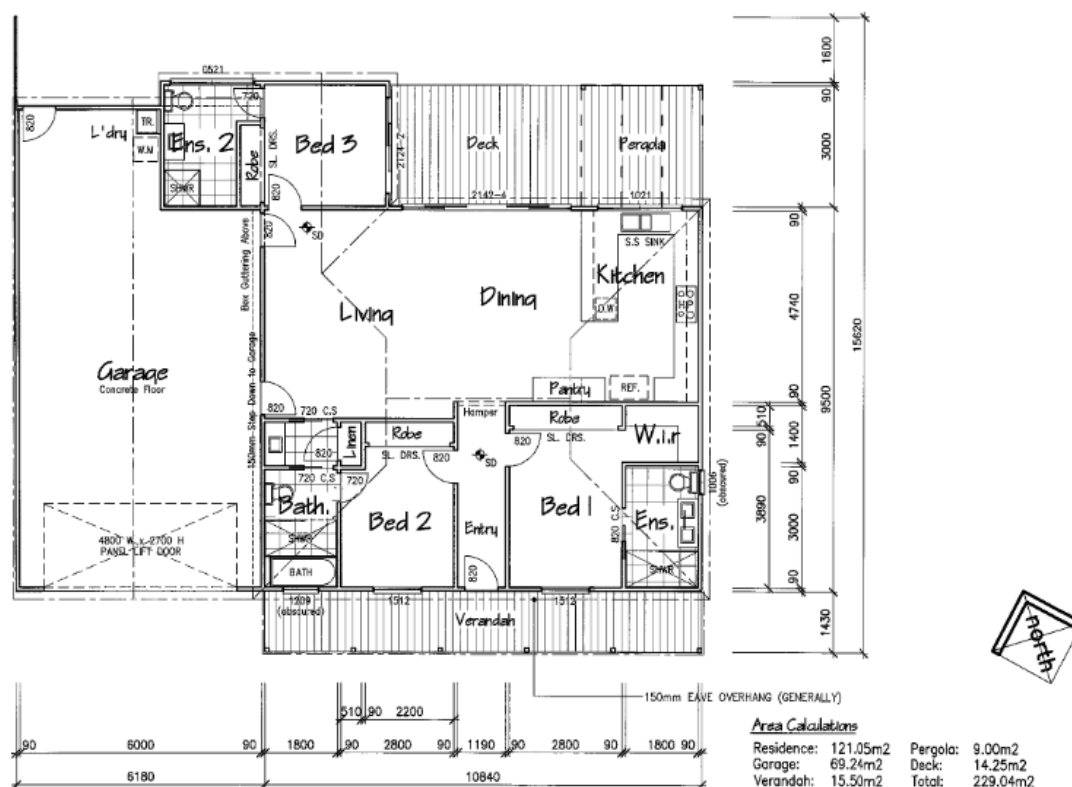 0521
820
L'dry
TR.
W.M
Ens. 2
720
SHWR
Robe
SL. DRS.
Bed 3
820
2124-2
Deck
Pergola
2142-4
1021
820
SD
S.S SINK
Kitchen
D.W
HP
Living
Dining
Box Guttering Above
150mm Step Down to Garage
Garage
Concrete Floor
Pantry
REF.
820
720 C.S
Hamper
Robe
Robe
SL. DRS.
SL. DRS.
Linen
820
820
820
SD
W.i.r
720 C.S
720
Bath.
SHWR
BATH
Bed 2
Entry
820
Bed 1
820 C.S
Ens.
SHWR
1006
(obscured)
4800 W x 2700 H
PANEL LIFT DOOR
1209
(obscured)
1512
1512
Verandah
150mm EAVE OVERHANG (GENERALLY)
1600
90
3000
90
4740
90
510
90
1400
90
3890
3000
90
1430
9500
15620
north
510 90 2200
90 6000 90 1800 90 2800 90 1190 90 2800 1800 90
6180 10840
Area Calculations
Residence: 121.05m2 Pergola: 9.00m2
Garage: 69.24m2 Deck: 14.25m2
Verandah: 15.50m2 Total: 229.04m2